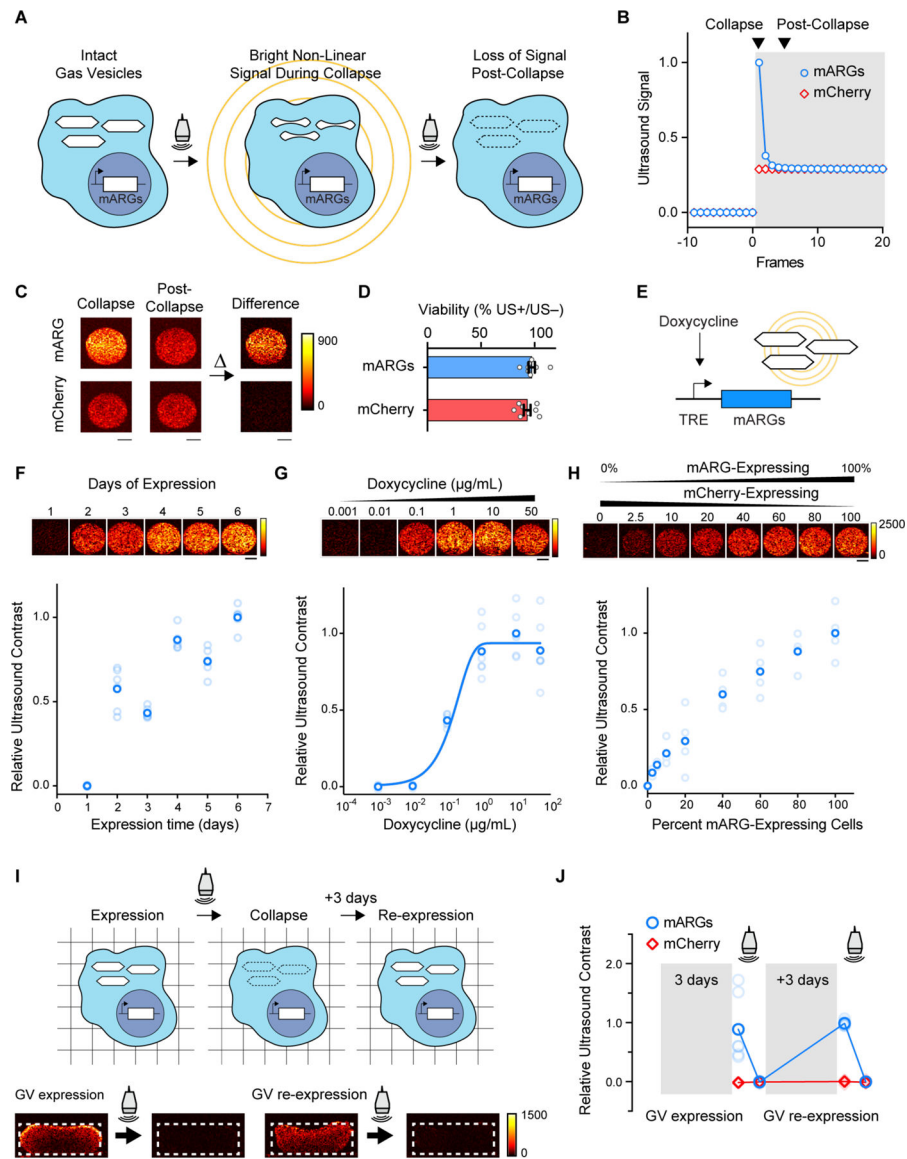 A
Intact
Gas Vesicles
Bright Non-Linear
Signal During Collapse
Loss of Signal
Post-Collapse
mARGs
mARGs
mARGs
B
Collapse
Post-Collapse
mARGs
mCherry
Ultrasound Signal
1.0
0.5
0.0
-10
0
10
20
Frames
C
Collapse
Post-
Collapse
Difference
mARG
mCherry
Δ
900
0
D
Viability (% US+/US–)
0
50
100
mARGs
mCherry
E
Doxycycline
TRE
mARGs
F
Days of Expression
1
2
3
4
5
6
Relative Ultrasound Contrast
1.0
0.5
0.0
0
1
2
3
4
5
6
7
Expression time (days)
G
Doxycycline (µg/mL)
0.001
0.01
0.1
1
10
50
Relative Ultrasound Contrast
1.0
0.5
0.0
10⁻⁴
10⁻³
10⁻²
10⁻¹
10⁰
10¹
10²
Doxycycline (µg/mL)
H
0%
mARG-Expressing
100%
mCherry-Expressing
0
2.5
10
20
40
60
80
100
2500
0
Relative Ultrasound Contrast
1.0
0.5
0.0
0
20
40
60
80
100
Percent mARG-Expressing Cells
I
Expression
Collapse
+3 days
Re-expression
GV expression
GV re-expression
1500
0
J
mARGs
mCherry
Relative Ultrasound Contrast
2.0
1.0
0.0
3 days
+3 days
GV expression
GV re-expression